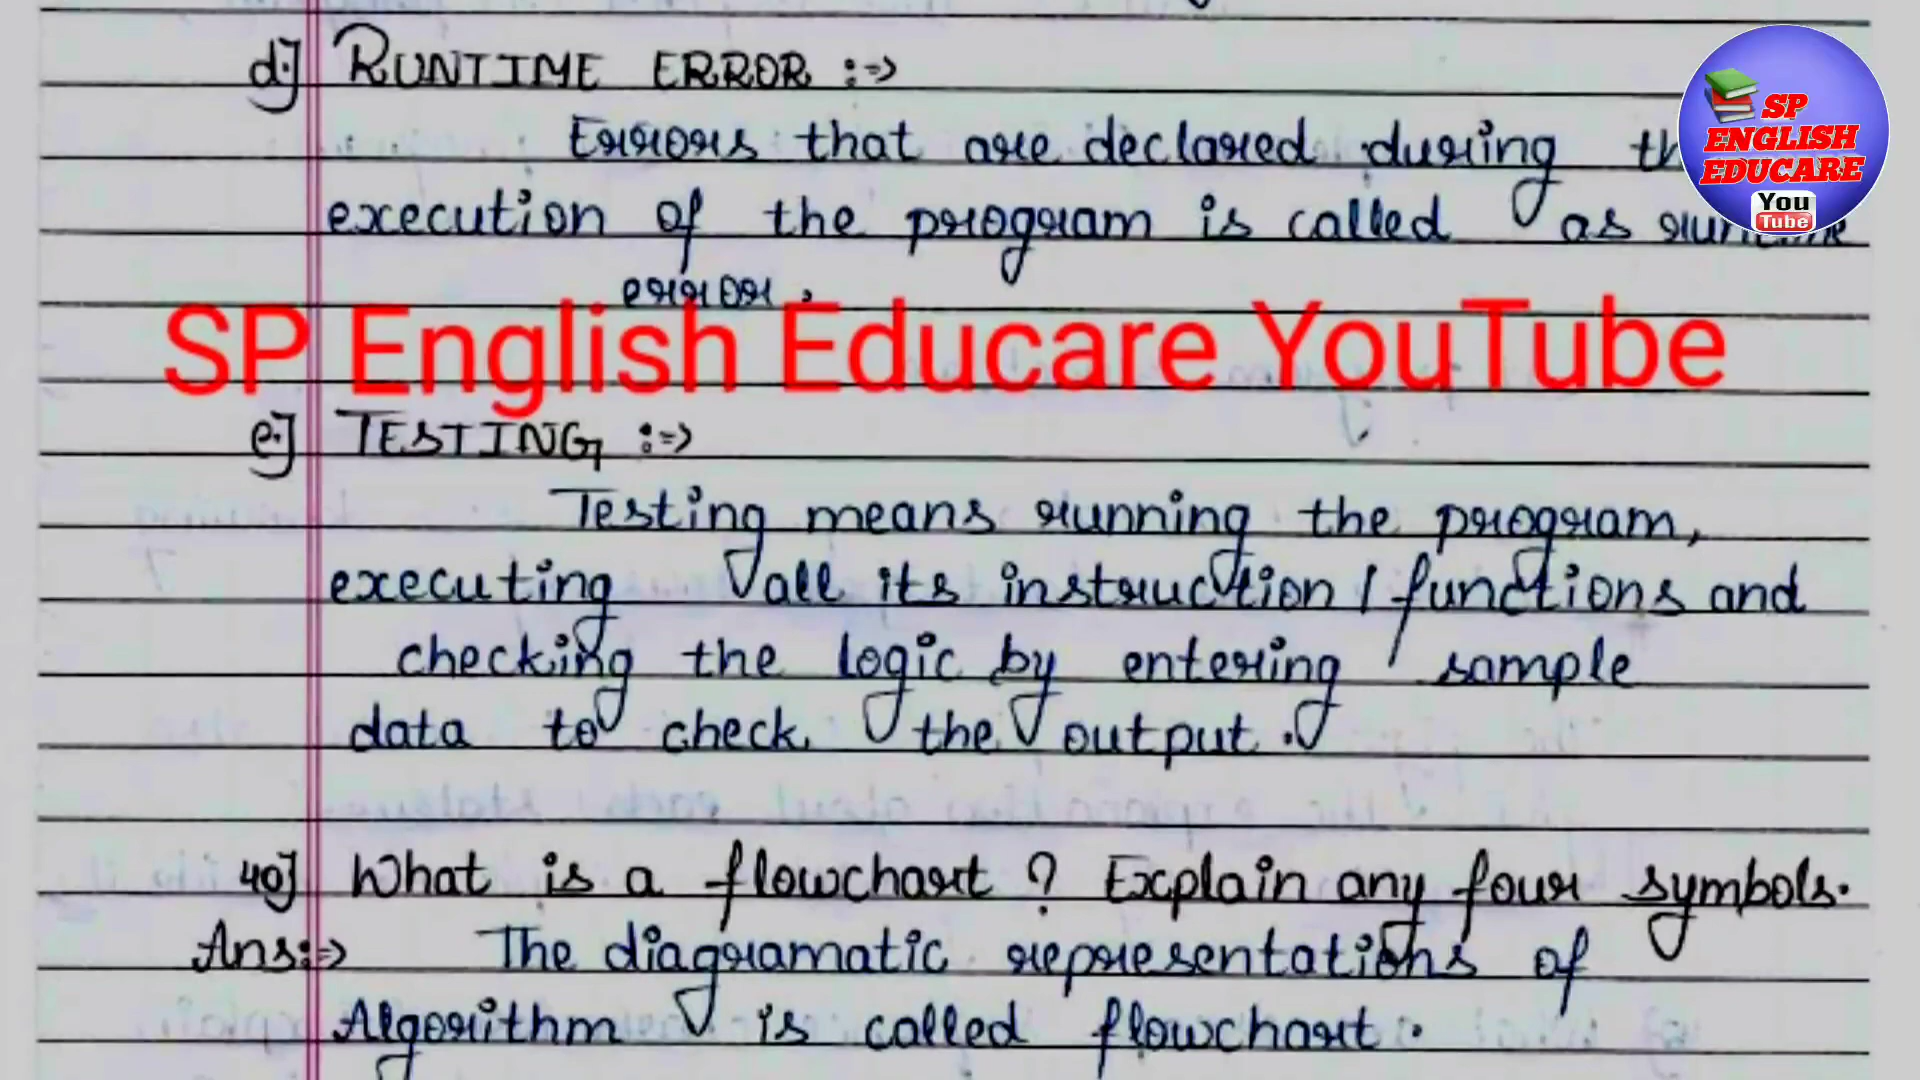 d.] RUNTIME ERROR :->
Errors that are declared during
execution of the program is called as runtime
error.
SP English Educare YouTube
e.] TESTING :->
Testing means running the program,
executing all its instruction / functions and
checking the logic by entering sample
data to check the output.
40] What is a flowchart? Explain any four symbols.
Ans:-> The diagramatic representations of
Algorithm is called flowchart.
SP
ENGLISH
EDUCARE
You
Tube